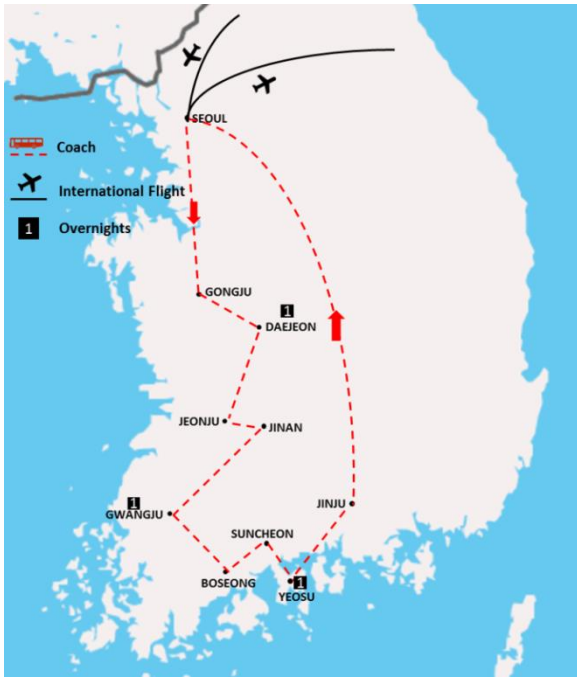 SEOUL
Coach
International Flight
1 Overnights
GONGJU
1
DAEJEON
JEONJU
JINAN
1
GWANGJU
JINJU
SUNCHEON
BOSEONG
1
YEOSU